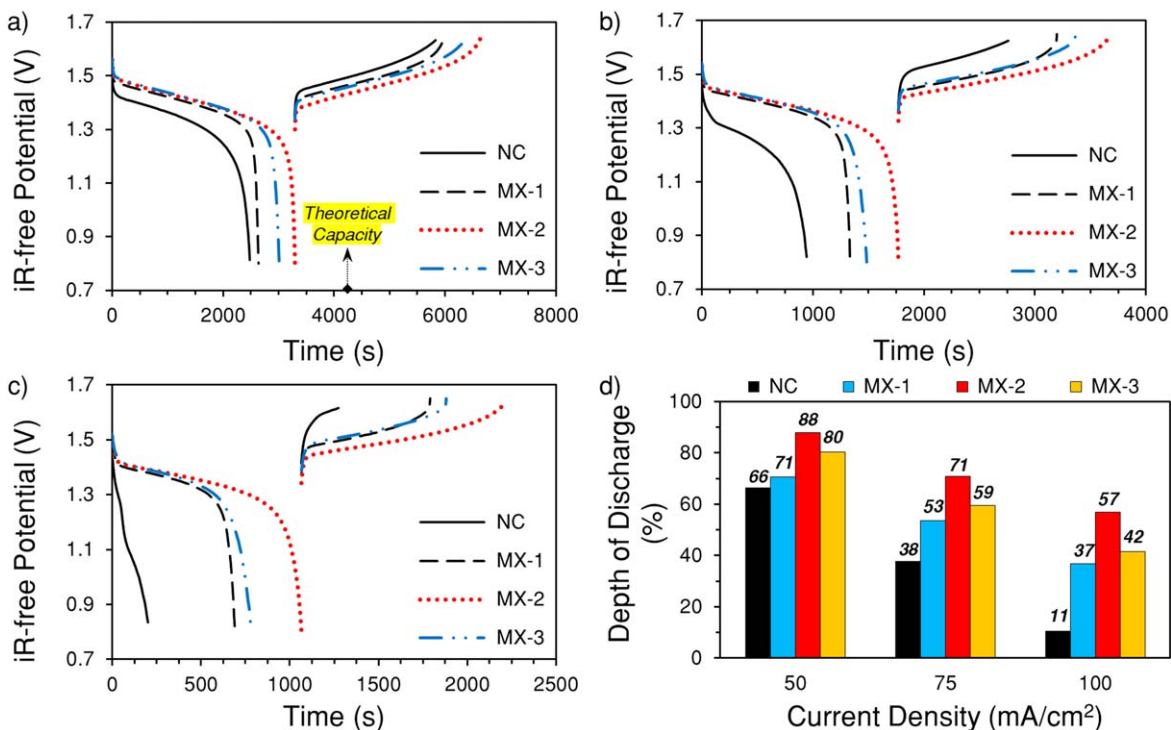 a)
1.7
1.5
1.3
1.1
0.9
0.7
iR-free Potential (V)
NC
MX-1
MX-2
MX-3
Theoretical
Capacity
0 2000 4000 6000 8000
Time (s)
b)
1.7
1.5
1.3
1.1
0.9
0.7
iR-free Potential (V)
NC
MX-1
MX-2
MX-3
0 1000 2000 3000 4000
Time (s)
c)
1.7
1.5
1.3
1.1
0.9
0.7
iR-free Potential (V)
NC
MX-1
MX-2
MX-3
0 500 1000 1500 2000 2500
Time (s)
d)
NC MX-1 MX-2 MX-3
100
80
60
40
20
0
Depth of Discharge
(%)
66 71 88 80
38 53 71 59
11 37 57 42
50 75 100
Current Density (mA/cm²)